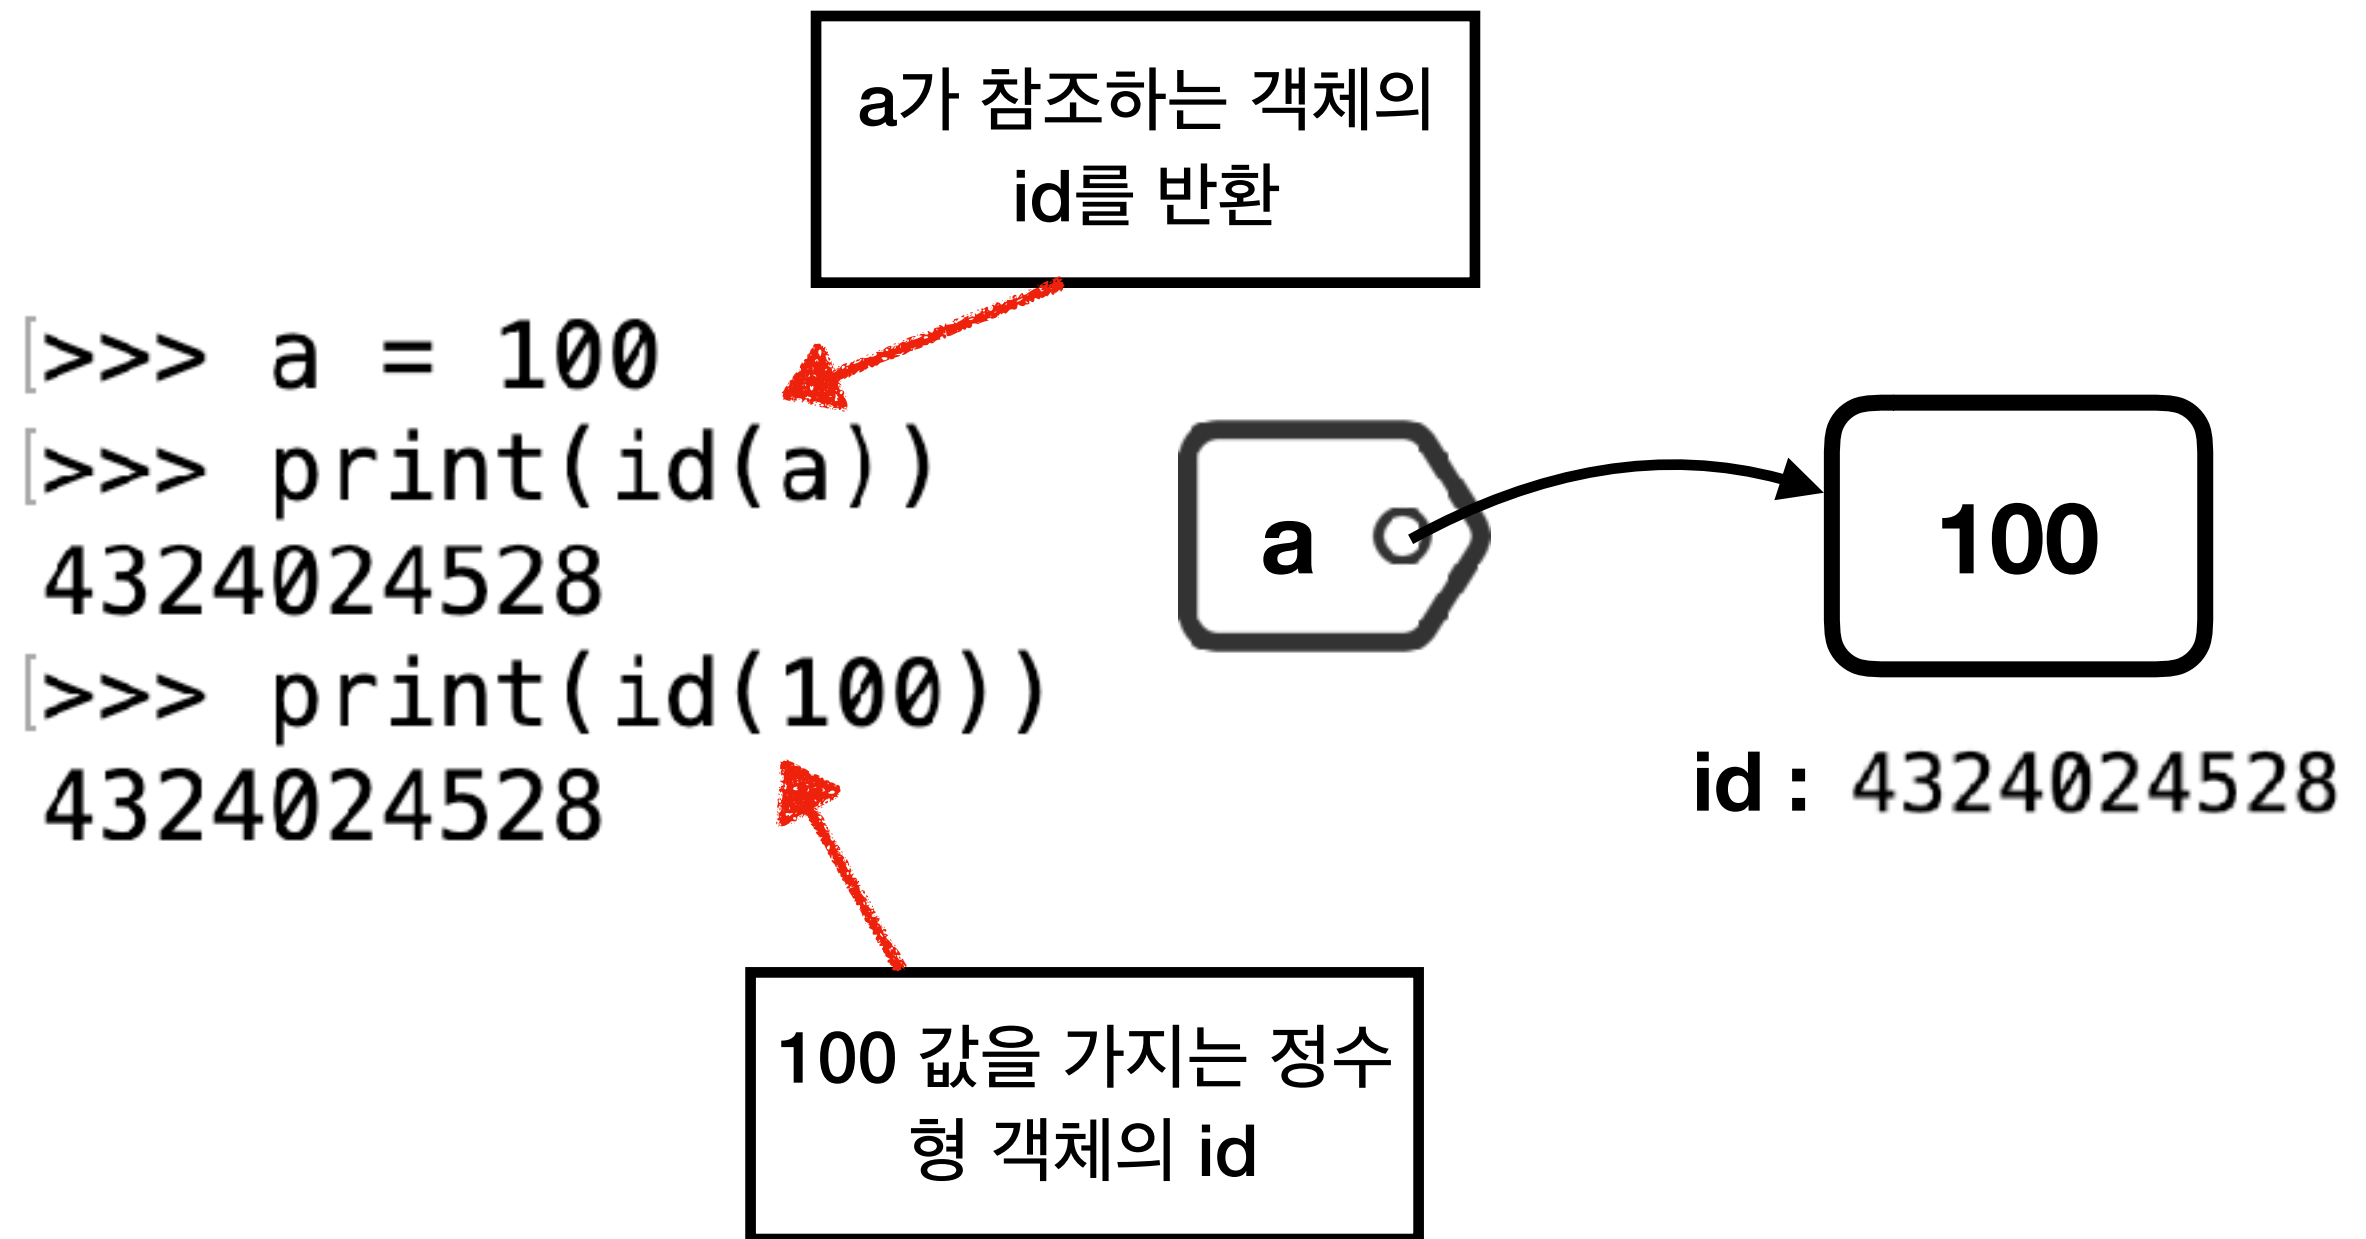 a가 참조하는 객체의
id를 반환
>>> a = 100
>>> print(id(a))
4324024528
>>> print(id(100))
4324024528
a
100
id : 4324024528
100 값을 가지는 정수
형 객체의 id